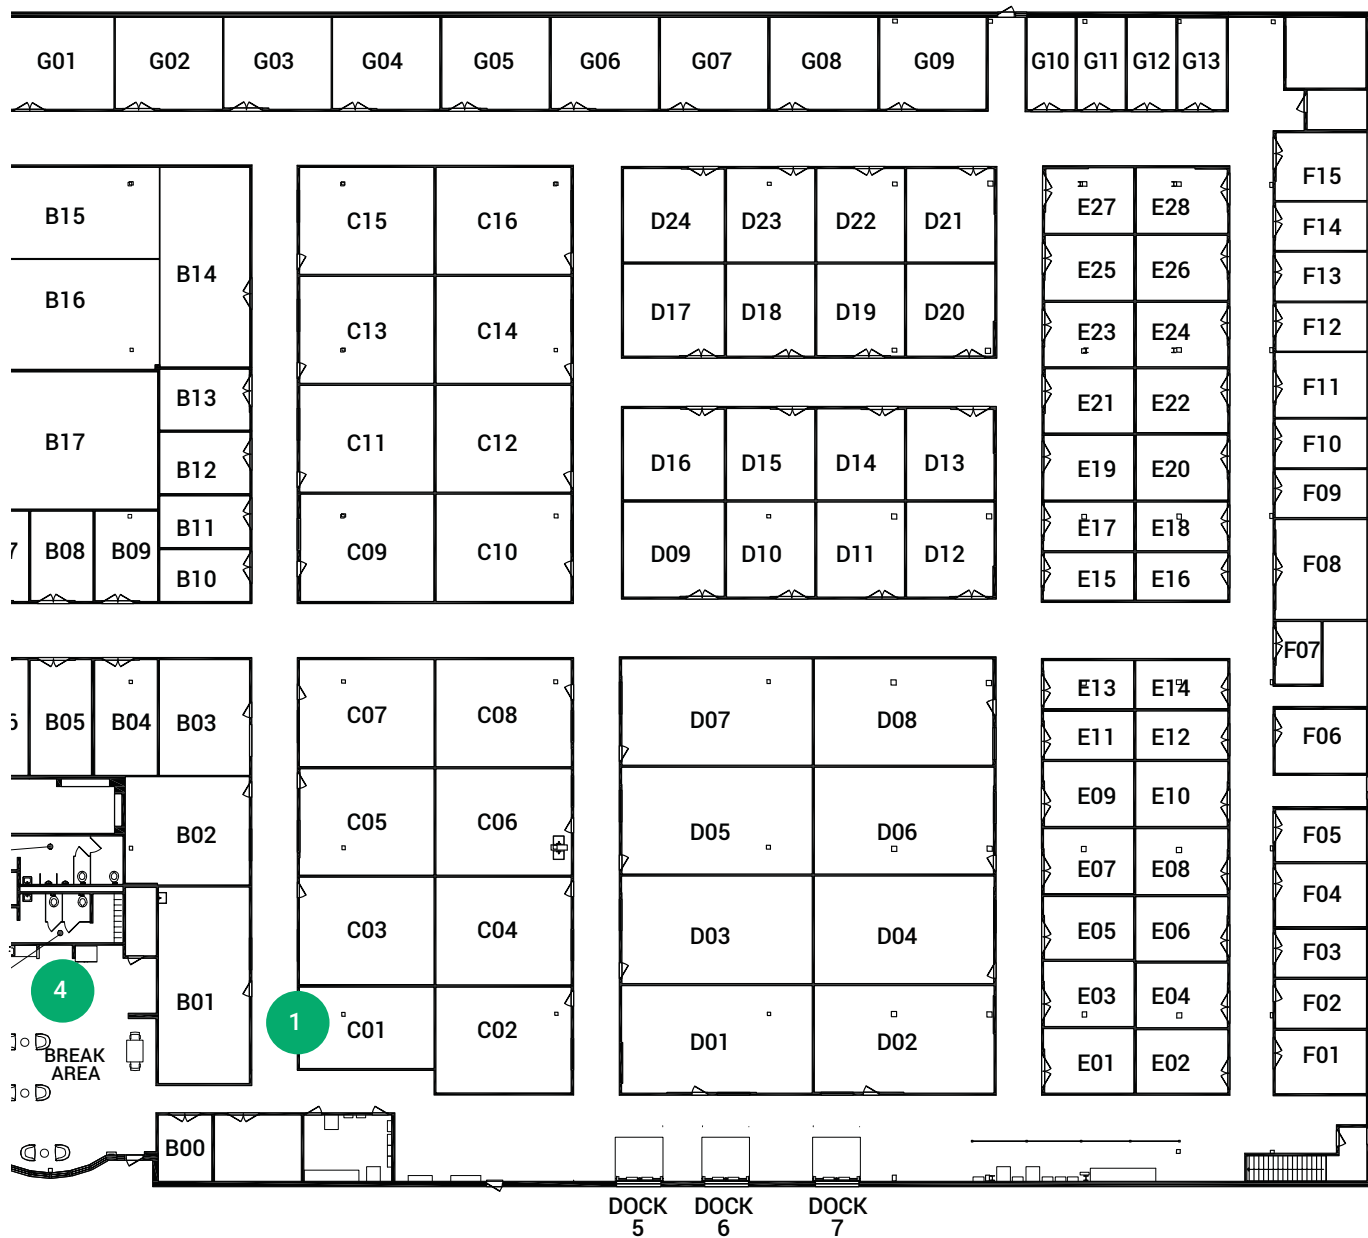 G01 G02 G03 G04 G05 G06 G07 G08 G09 G10 G11 G12 G13
F15
B15 C15 C16 D24 D23 D22 D21 E27 E28
F14
B14 E25 E26 F13
B16 C13 C14 D17 D18 D19 D20 E23 E24 F12
B13 E21 E22 F11
B17 C11 C12 F10
B12 D16 D15 D14 D13 E19 E20
F09
B11 E17 E18
7 B08 B09 C09 C10 D09 D10 D11 D12 F08
B10 E15 E16
F07
E13 E14
B05 B04 B03 C07 C08 D07 D08
E11 E12 F06
E09 E10
B02 C05 C06 D05 D06 F05
E07 E08
F04
C03 C04 D03 D04 E05 E06
F03
4 B01 E03 E04 F02
1 C01 C02 D01 D02
BREAK
AREA
E01 E02 F01
B00
DOCK
5
DOCK
6
DOCK
7